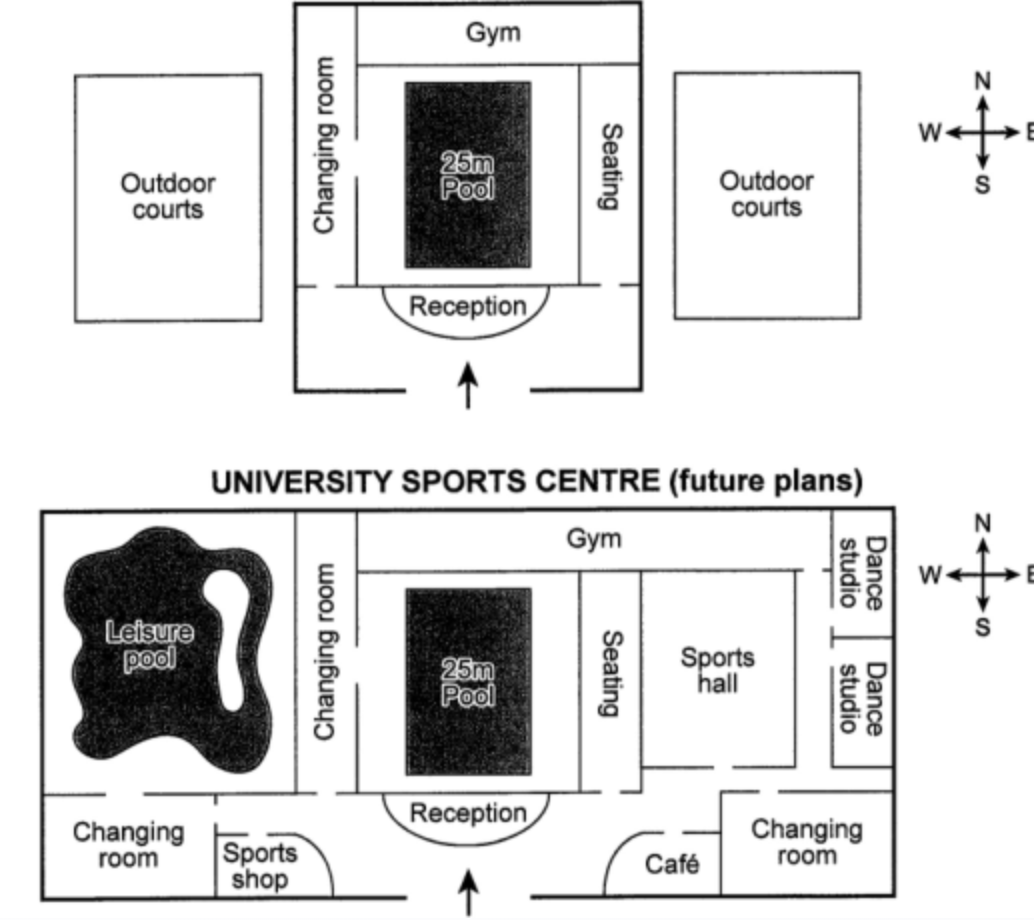 Gym
Changing room
Outdoor
courts
25m
Pool
Seating
Outdoor
courts
Reception
N
W
E
S
UNIVERSITY SPORTS CENTRE (future plans)
Gym
Leisure
pool
Changing room
25m
Pool
Seating
Sports
hall
Dance
studio
Dance
studio
N
W
E
S
Changing
room
Sports
shop
Reception
Café
Changing
room